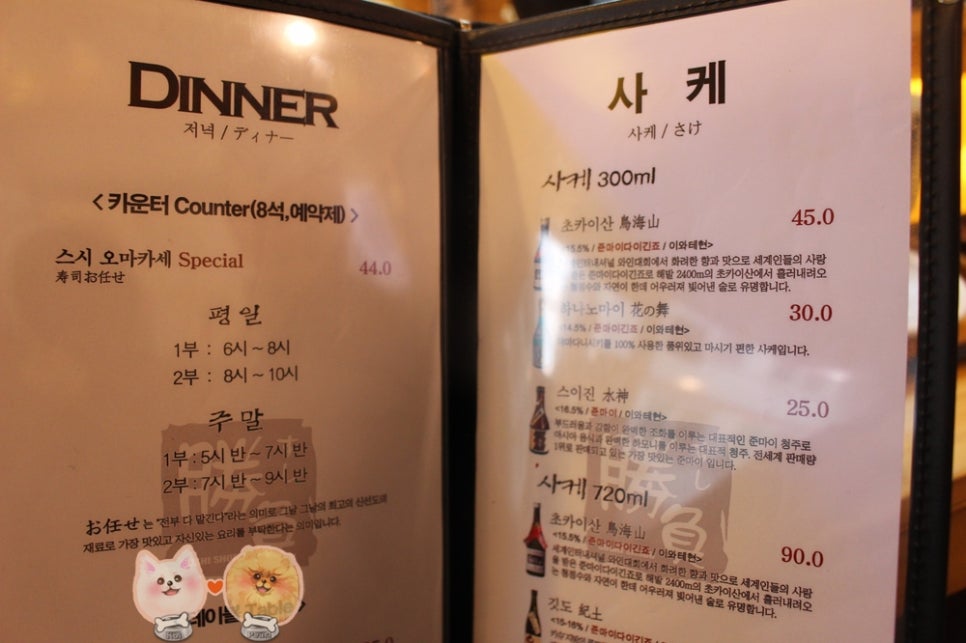 DINNER
저녁 / ディナー
< 카운터 Counter(8석,예약제) >
스시 오마카세 Special 44.0
寿司お任せ
평 일
1부 : 6시 ~ 8시
2부 : 8시 ~ 10시
주 말
1부 : 5시 반 ~ 7시 반
2부 : 7시 반 ~ 9시 반
お任せ는 "전부 다 맡긴다"라는 의미로 그날 그날의 최고의 신선도의
재료로 가장 맛있고 자신있는 요리를 부탁한다는 의미입니다.
사 케
사케 / さけ
사케 300ml
초카이산 鳥海山 45.0
<15.5% / 준마이다이긴죠 / 이와테현>
와인대회에서 화려한 향과 맛으로 세계인들의 사랑
을 받은 준마이다이긴죠로 해발 2400m의 초카이산에서 흘러내려오
자연이 한데 어우러져 빚어낸 술로 유명합니다.
하나노마이 花の舞 30.0
<14.5% / 준마이긴죠 / 이와테현>
야마다니시키를 100% 사용한 품위있고 마시기 편한 사케입니다.
스이진 水神 25.0
<16.5% / 준마이 / 이와테현>
부드러움과 감칠이 완벽한 조화를 이루는 대표적인 준마이 청주로
아시아 음식과 완벽한 하모니를 이루는 대표적 청주. 전세계 판매량
1위로 판매되고 있는 가장 맛있는 준마이 입니다.
사케 720ml
초카이산 鳥海山 90.0
<15.5% / 준마이다이긴죠 / 이와테현>
세계인터내셔널 와인대회에서 화려한 향과 맛으로 세계인들의 사랑
을 받은 준마이다이긴죠로 해발 2400m의 초카이산에서 흘러내려오
는 청정수와 자연이 한데 어우러져 빚어낸 술로 유명합니다.
깃도 紀土
勝
し
負